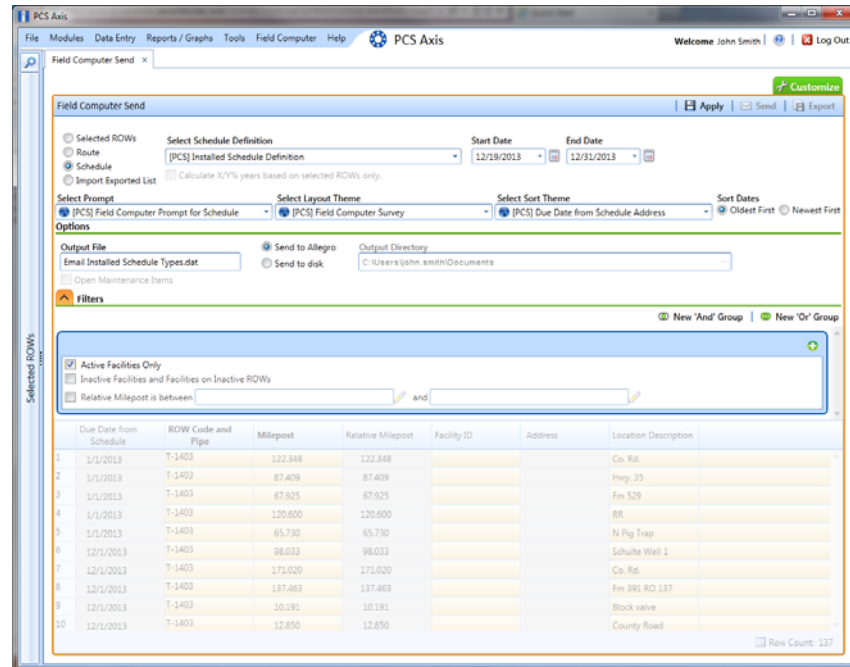 PCS Axis
File Modules Data Entry Reports / Graphs Tools Field Computer Help PCS Axis Welcome John Smith | | Log Out
Field Computer Send ×
Customize
Field Computer Send | Apply | Send | Export
Selected ROWs
Route
Schedule
Import Exported List
Select Schedule Definition
[PCS] Installed Schedule Definition
Calculate X/Y% years based on selected ROWs only.
Start Date End Date
12/19/2013 12/31/2013
Select Prompt Select Layout Theme Select Sort Theme Sort Dates
[PCS] Field Computer Prompt for Schedule [PCS] Field Computer Survey [PCS] Due Date from Schedule Address Oldest First Newest First
Options
Output File
Email Installed Schedule Types.dat
Open Maintenance Items
Send to Allegro
Send to disk
Output Directory
C:\Users\john.smith\Documents
Filters
New 'And' Group | New 'Or' Group
Selected ROWs
Active Facilities Only
Inactive Facilities and Facilities on Inactive ROWs
Relative Milepost is between and
Due Date from Schedule ROW Code and Pipe Milepost Relative Milepost Facility ID Address Location Description
1 1/1/2013 T-1403 122.348 122.348 Co. Rd.
2 1/1/2013 T-1403 87.409 87.409 Hwy. 35
3 1/1/2013 T-1403 67.925 67.925 Fm 529
4 1/1/2013 T-1403 120.600 120.600 RR
5 1/1/2013 T-1403 65.730 65.730 N Pig Trap
6 12/1/2013 T-1403 98.033 98.033 Schulte Well 1
7 12/1/2013 T-1403 171.020 171.020 Co. Rd.
8 12/1/2013 T-1403 137.463 137.463 Fm 391 RO 137
9 12/1/2013 T-1403 10.191 10.191 Block valve
10 12/1/2013 T-1403 12.850 12.850 County Road
Row Count: 137